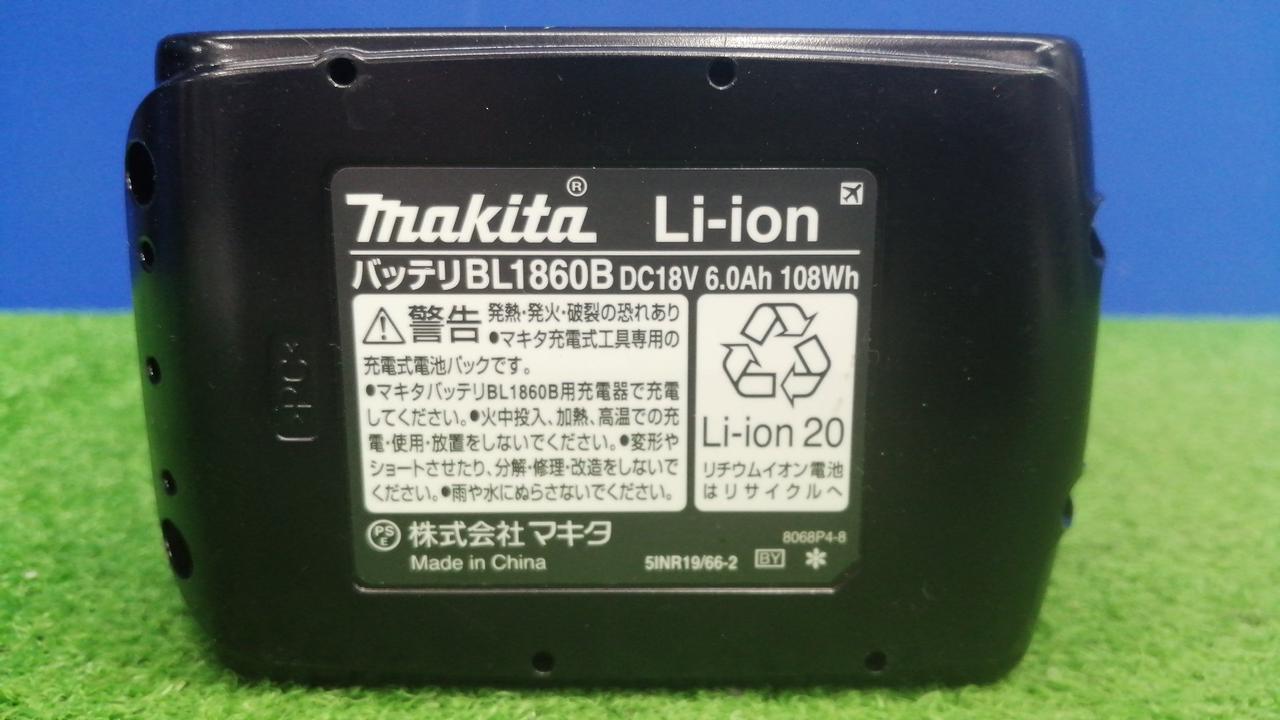 makita® Li-ion
バッテリBL1860B DC18V 6.0Ah 108Wh
警告 発熱・発火・破裂の恐れあり
●マキタ充電式工具専用の
充電式電池パックです。
●マキタバッテリBL1860B用充電器で充電
してください。●火中投入、加熱、高温での充
電・使用・放置をしないでください。●変形や
ショートさせたり、分解・修理・改造をしないで
ください。●雨や水にぬらさないでください。
Li-ion 20
リチウムイオン電池
はリサイクルへ
PS
E
株式会社マキタ
8068P4-8
Made in China
5INR19/66-2 BY *
>PC<